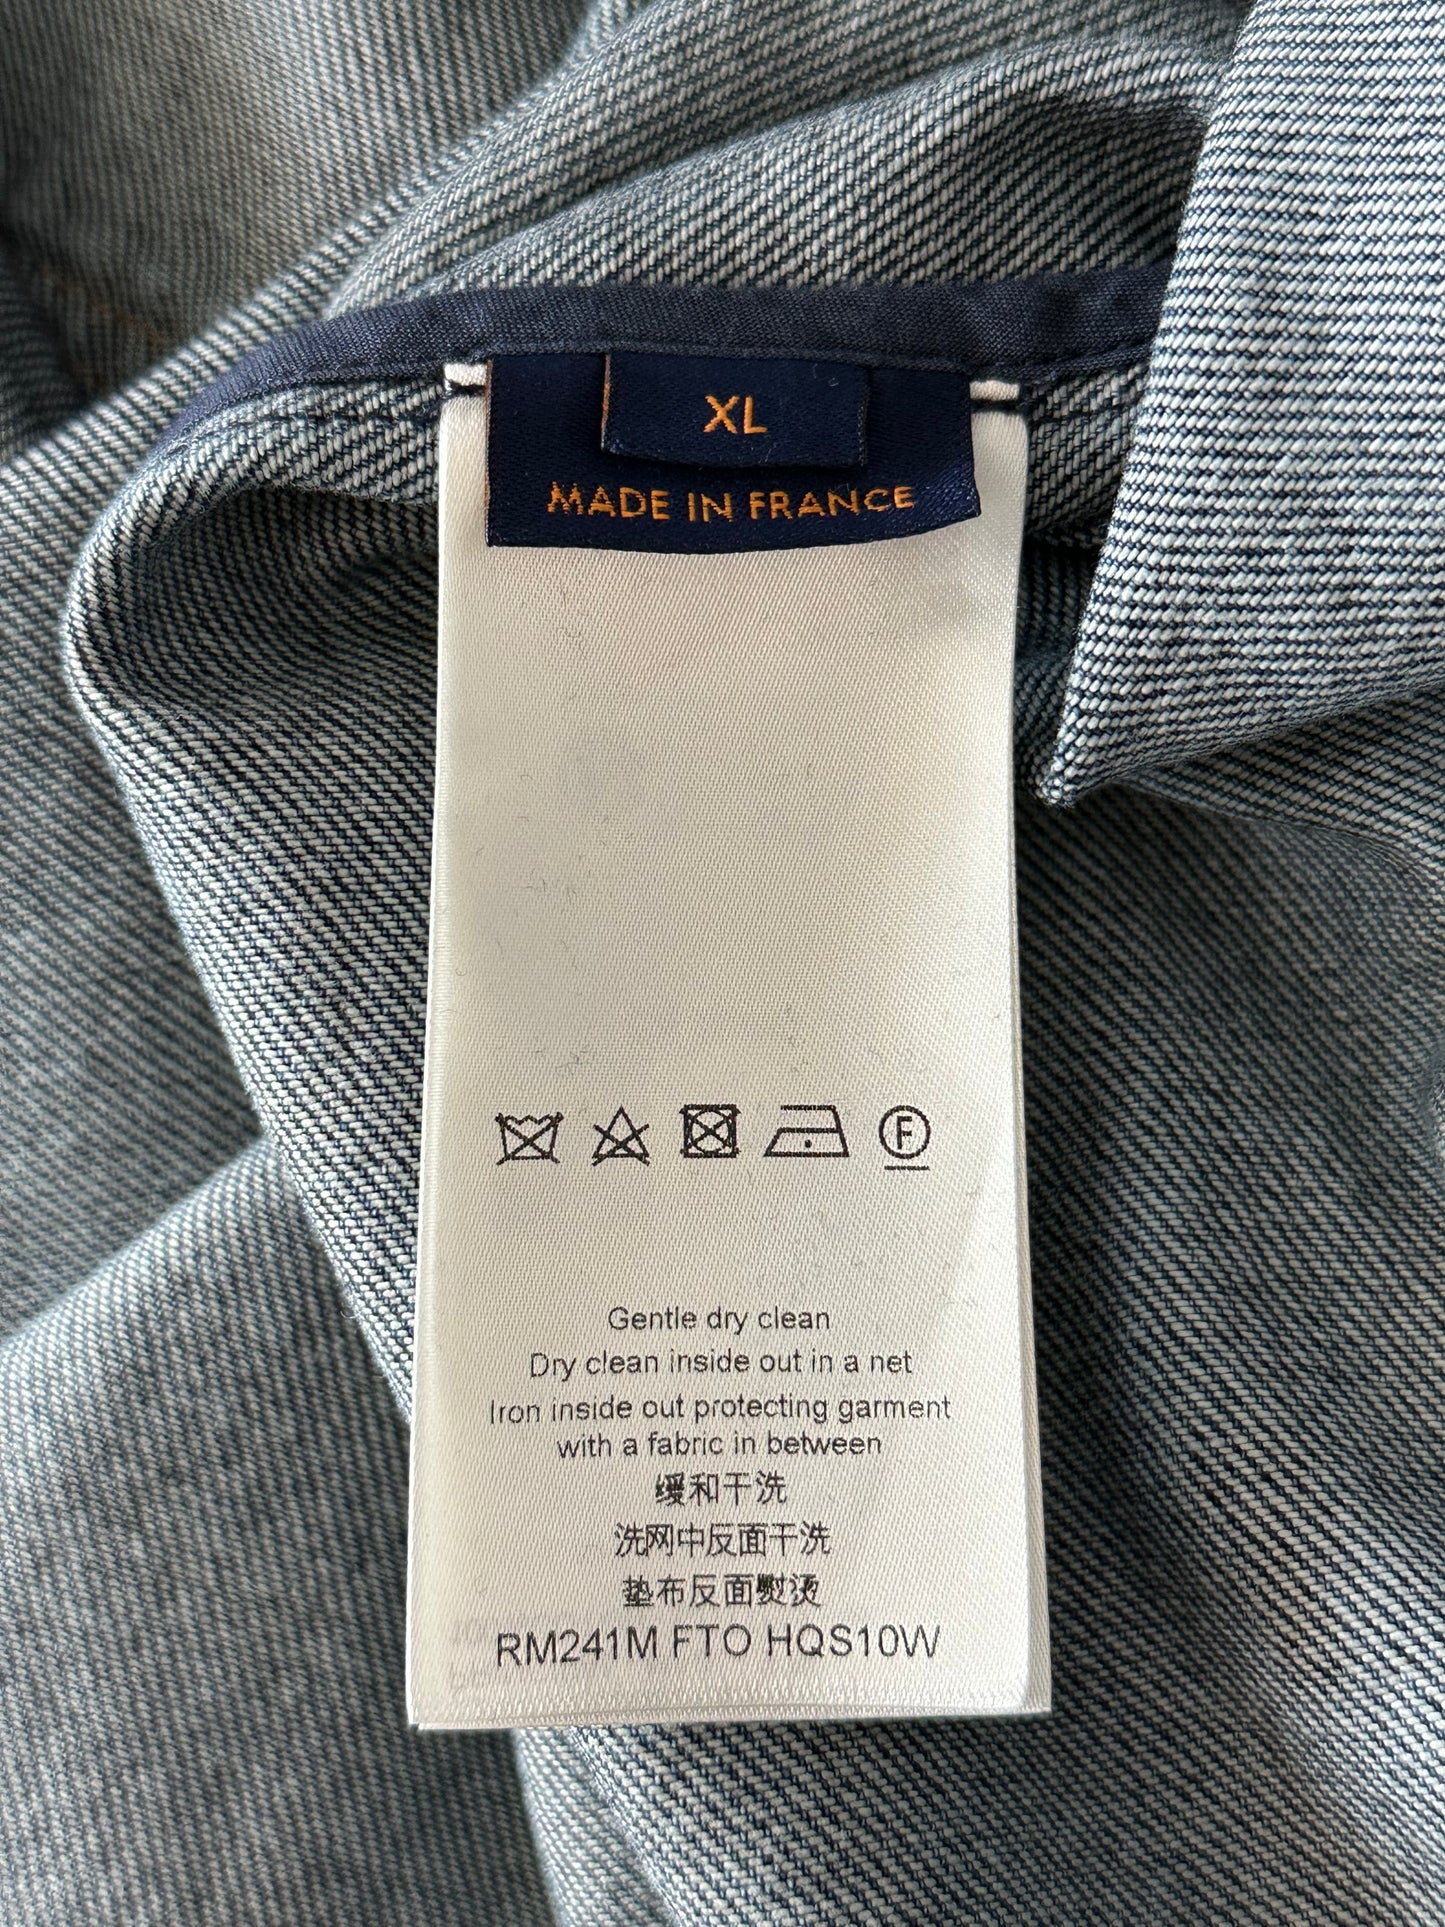 XL
MADE IN FRANCE
F
Gentle dry clean
Dry clean inside out in a net
Iron inside out protecting garment
with a fabric in between
缓和干洗
洗网中反面干洗
垫布反面熨烫
RM241M FTO HQS10W